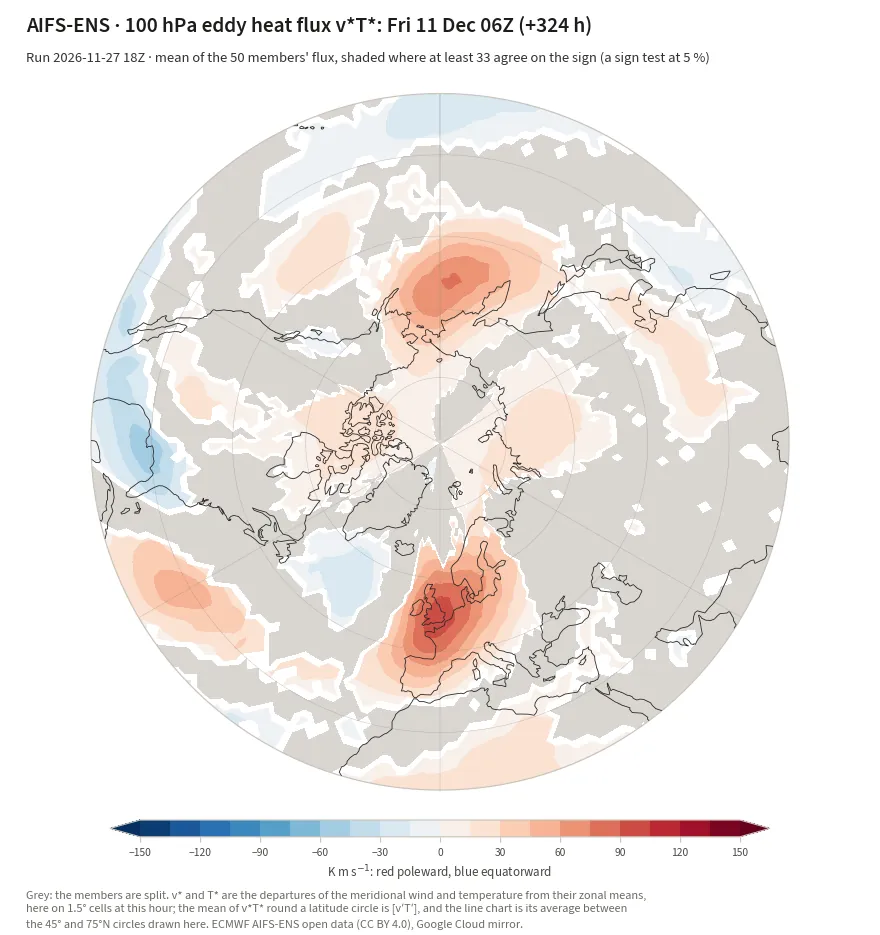 AIFS-ENS · 100 hPa eddy heat flux v*T*: Fri 11 Dec 06Z (+324 h)
Run 2026-11-27 18Z · mean of the 50 members' flux, shaded where at least 33 agree on the sign (a sign test at 5 %)
−150 −120 −90 −60 −30 0 30 60 90 120 150
K m s⁻¹: red poleward, blue equatorward
Grey: the members are split. v* and T* are the departures of the meridional wind and temperature from their zonal means,
here on 1.5° cells at this hour; the mean of v*T* round a latitude circle is [v′T′], and the line chart is its average between
the 45° and 75°N circles drawn here. ECMWF AIFS-ENS open data (CC BY 4.0), Google Cloud mirror.